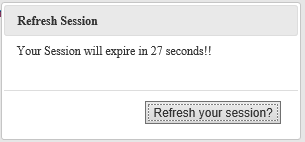 Refresh Session
Your Session will expire in 27 seconds!!
Refresh your session?